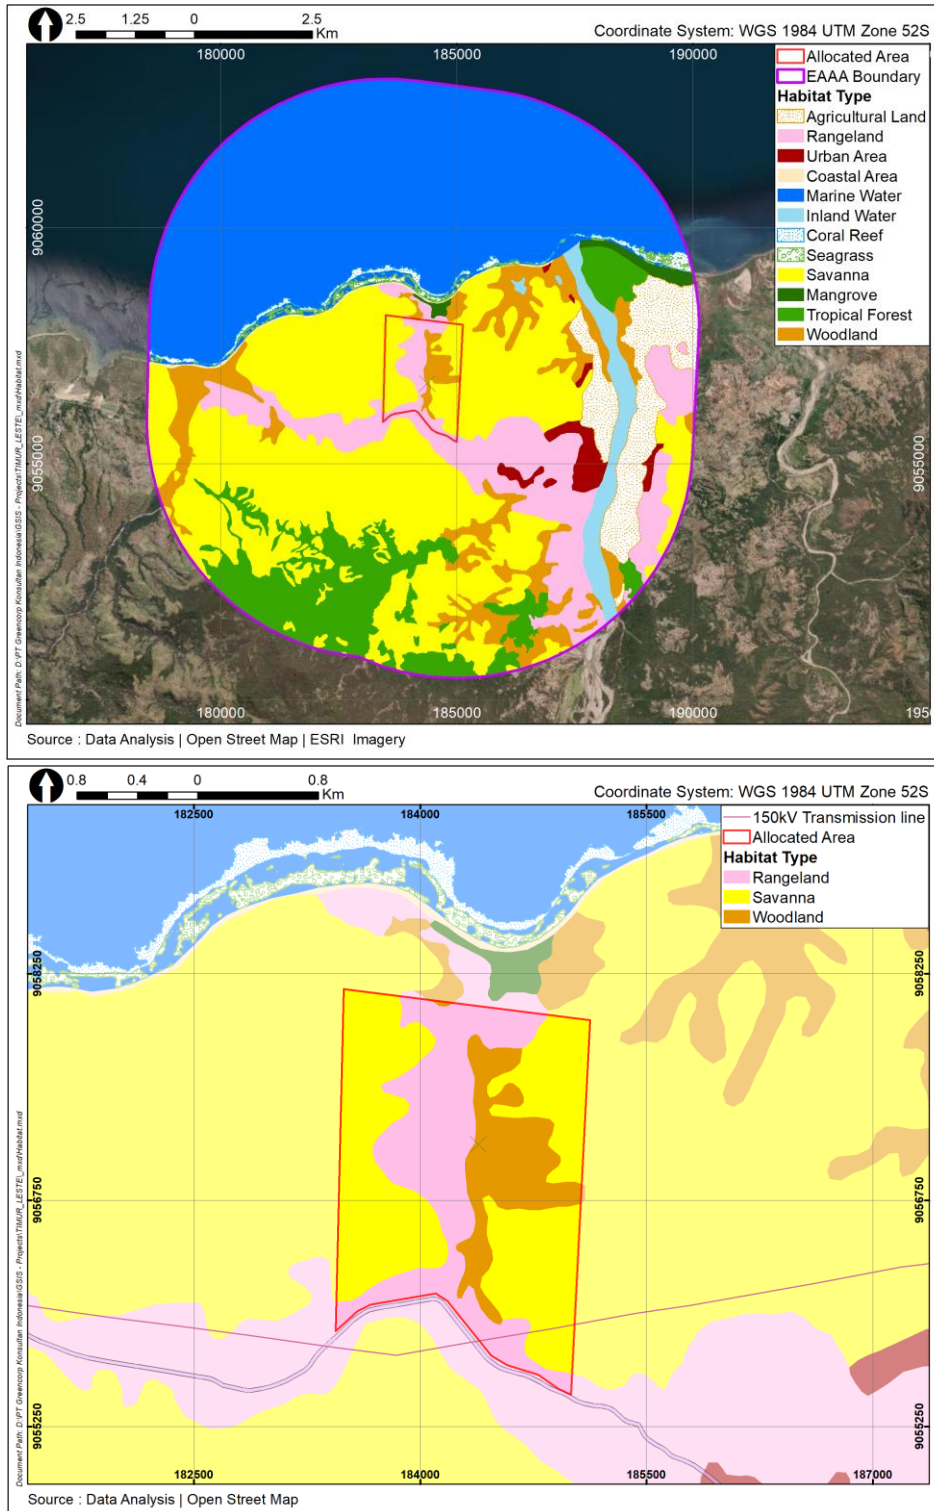 2.5 1.25 0 2.5
Km
Coordinate System: WGS 1984 UTM Zone 52S
180000 185000 190000
Allocated Area
EAAA Boundary
Habitat Type
Agricultural Land
Rangeland
Urban Area
Coastal Area
Marine Water
Inland Water
Coral Reef
Seagrass
Savanna
Mangrove
Tropical Forest
Woodland
9060000
9060000
9055000
9055000
180000 185000 190000 195
Document Path: D:\PT Greencorp Konsultan Indonesia\GSIS - Projects\TIMUR_LESTE\_mxd\Habitat.mxd
Source : Data Analysis | Open Street Map | ESRI Imagery
0.8 0.4 0 0.8
Km
Coordinate System: WGS 1984 UTM Zone 52S
182500 184000 185500
150kV Transmission line
Allocated Area
Habitat Type
Rangeland
Savanna
Woodland
9058250
9058250
9056750
9056750
9055250
9055250
182500 184000 185500 187000
Document Path: D:\PT Greencorp Konsultan Indonesia\GSIS - Projects\TIMUR_LESTE\_mxd\Habitat.mxd
Source : Data Analysis | Open Street Map